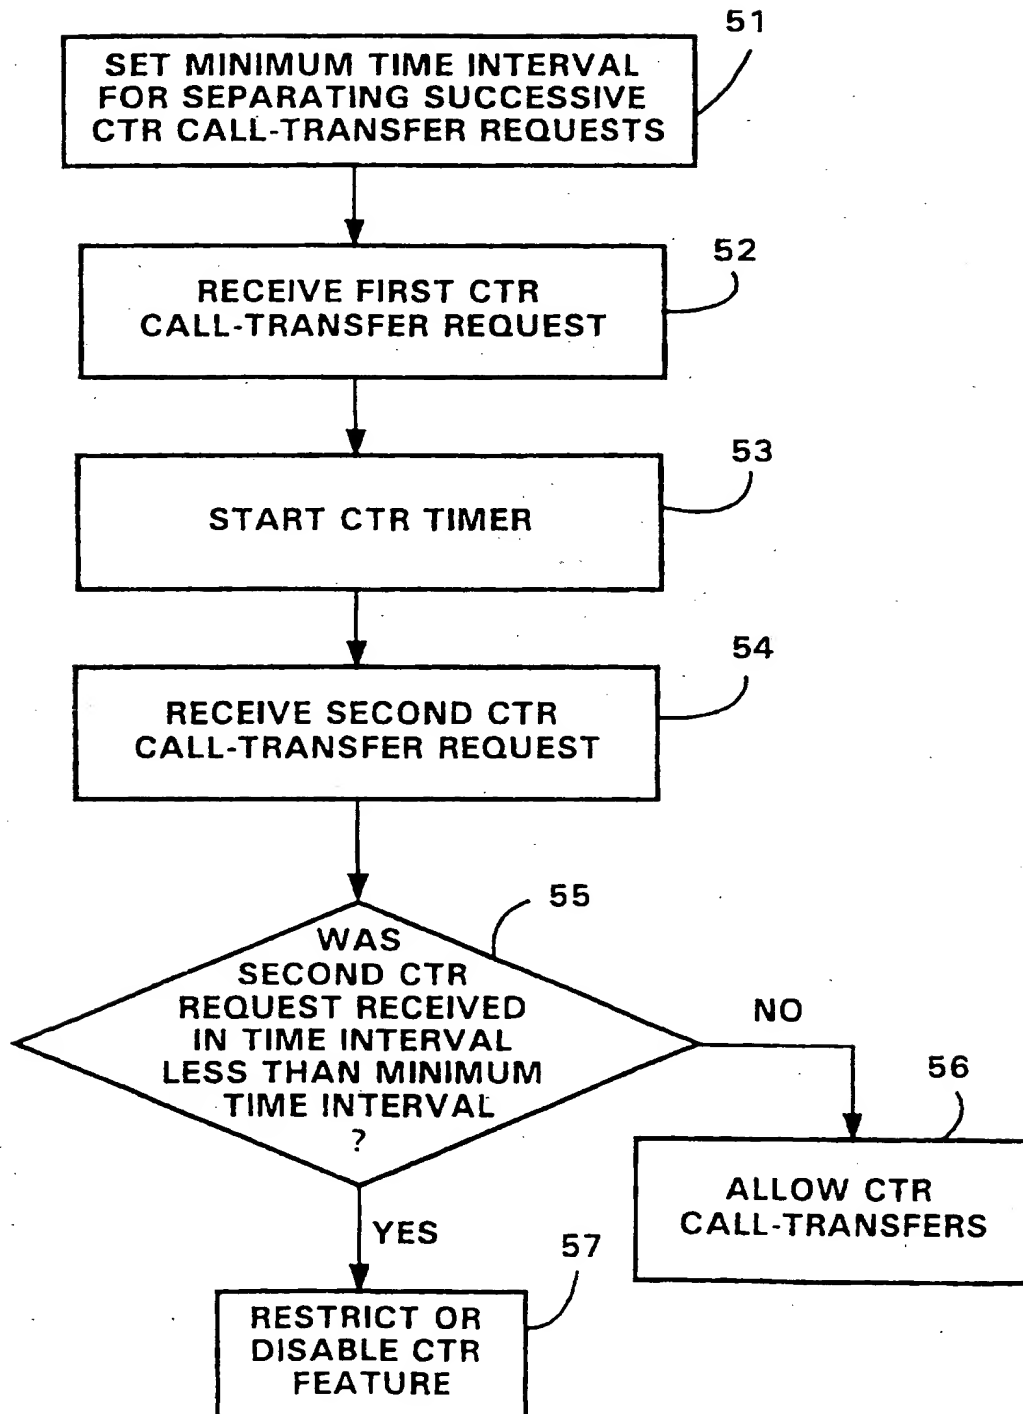 51
SET MINIMUM TIME INTERVAL
FOR SEPARATING SUCCESSIVE
CTR CALL-TRANSFER REQUESTS
52
RECEIVE FIRST CTR
CALL-TRANSFER REQUEST
53
START CTR TIMER
54
RECEIVE SECOND CTR
CALL-TRANSFER REQUEST
55
WAS
SECOND CTR
REQUEST RECEIVED
IN TIME INTERVAL
LESS THAN MINIMUM
TIME INTERVAL
?
NO
56
ALLOW CTR
CALL-TRANSFERS
YES
57
RESTRICT OR
DISABLE CTR
FEATURE